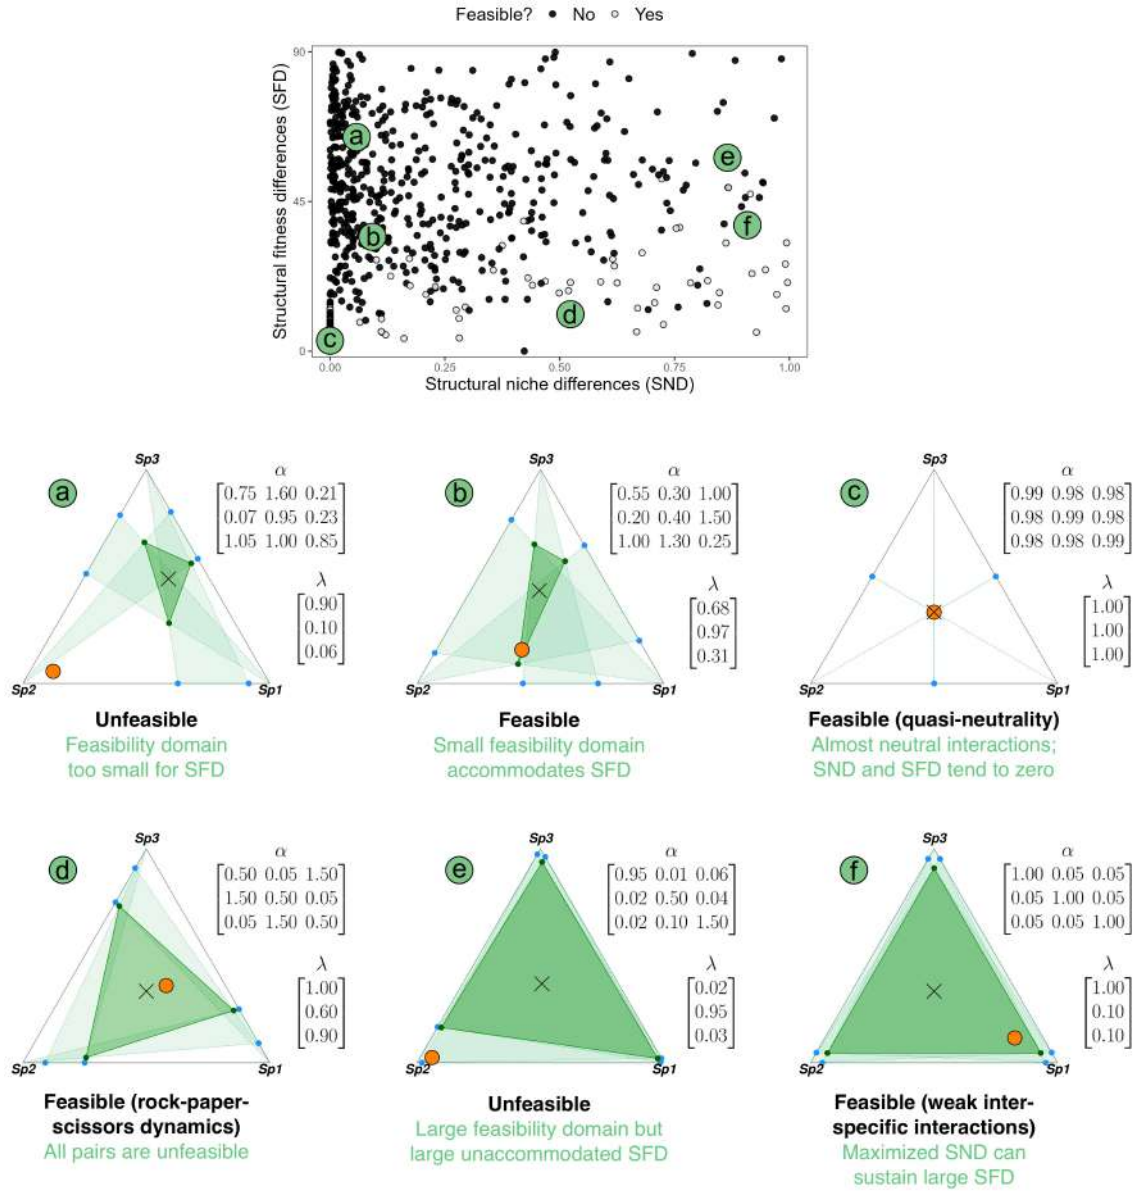 Feasible? No Yes
Structural fitness differences (SFD)
90
45
0
a
b
c
d
e
f
0.00 0.25 0.50 0.75 1.00
Structural niche differences (SND)
a
Sp3
α
0.75 1.60 0.21
0.07 0.95 0.23
1.05 1.00 0.85
λ
0.90
0.10
0.06
Sp2 Sp1
Unfeasible
Feasibility domain
too small for SFD
b
Sp3
α
0.55 0.30 1.00
0.20 0.40 1.50
1.00 1.30 0.25
λ
0.68
0.97
0.31
Sp2 Sp1
Feasible
Small feasibility domain
accommodates SFD
c
Sp3
α
0.99 0.98 0.98
0.98 0.99 0.98
0.98 0.98 0.99
λ
1.00
1.00
1.00
Sp2 Sp1
Feasible (quasi-neutrality)
Almost neutral interactions;
SND and SFD tend to zero
d
Sp3
α
0.50 0.05 1.50
1.50 0.50 0.05
0.05 1.50 0.50
λ
1.00
0.60
0.90
Sp2 Sp1
Feasible (rock-paper-
scissors dynamics)
All pairs are unfeasible
e
Sp3
α
0.95 0.01 0.06
0.02 0.50 0.04
0.02 0.10 1.50
λ
0.02
0.95
0.03
Sp2 Sp1
Unfeasible
Large feasibility domain but
large unaccommodated SFD
f
Sp3
α
1.00 0.05 0.05
0.05 1.00 0.05
0.05 0.05 1.00
λ
1.00
0.10
0.10
Sp2 Sp1
Feasible (weak inter-
specific interactions)
Maximized SND can
sustain large SFD